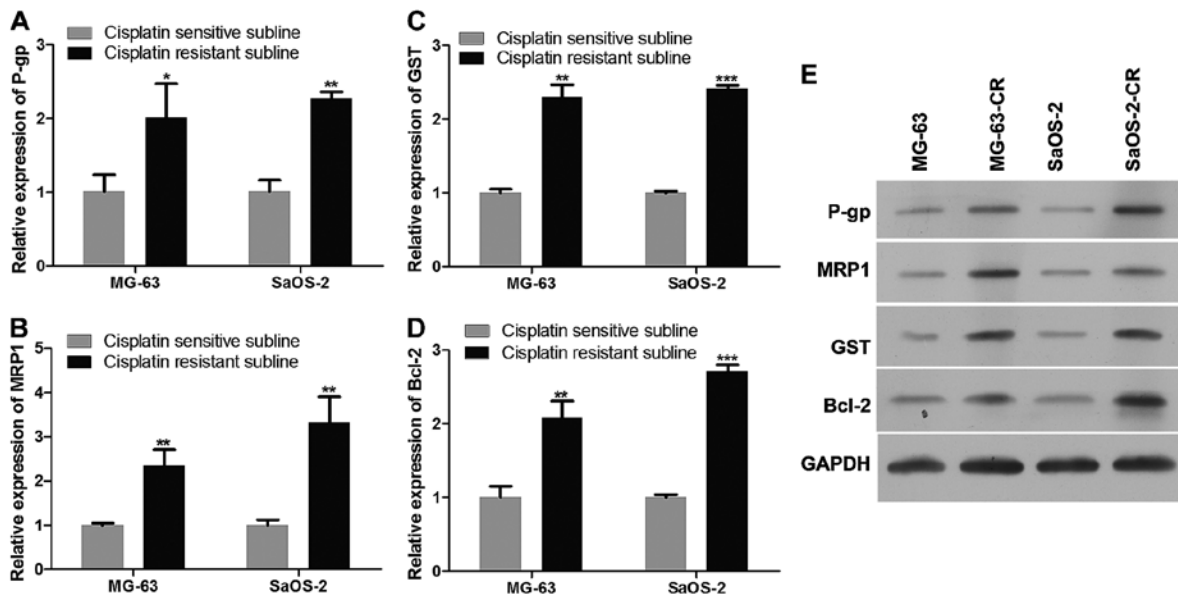 A
Cisplatin sensitive subline
Cisplatin resistant subline
Relative expression of P-gp
3
2
1
0
*
**
MG-63
SaOS-2
B
Cisplatin sensitive subline
Cisplatin resistant subline
Relative expression of MRP1
5
4
3
2
1
0
**
**
MG-63
SaOS-2
C
Cisplatin sensitive subline
Cisplatin resistant subline
Relative expression of GST
3
2
1
0
**
***
MG-63
SaOS-2
D
Cisplatin sensitive subline
Cisplatin resistant subline
Relative expression of Bcl-2
3
2
1
0
**
***
MG-63
SaOS-2
E
MG-63
MG-63-CR
SaOS-2
SaOS-2-CR
P-gp
MRP1
GST
Bcl-2
GAPDH